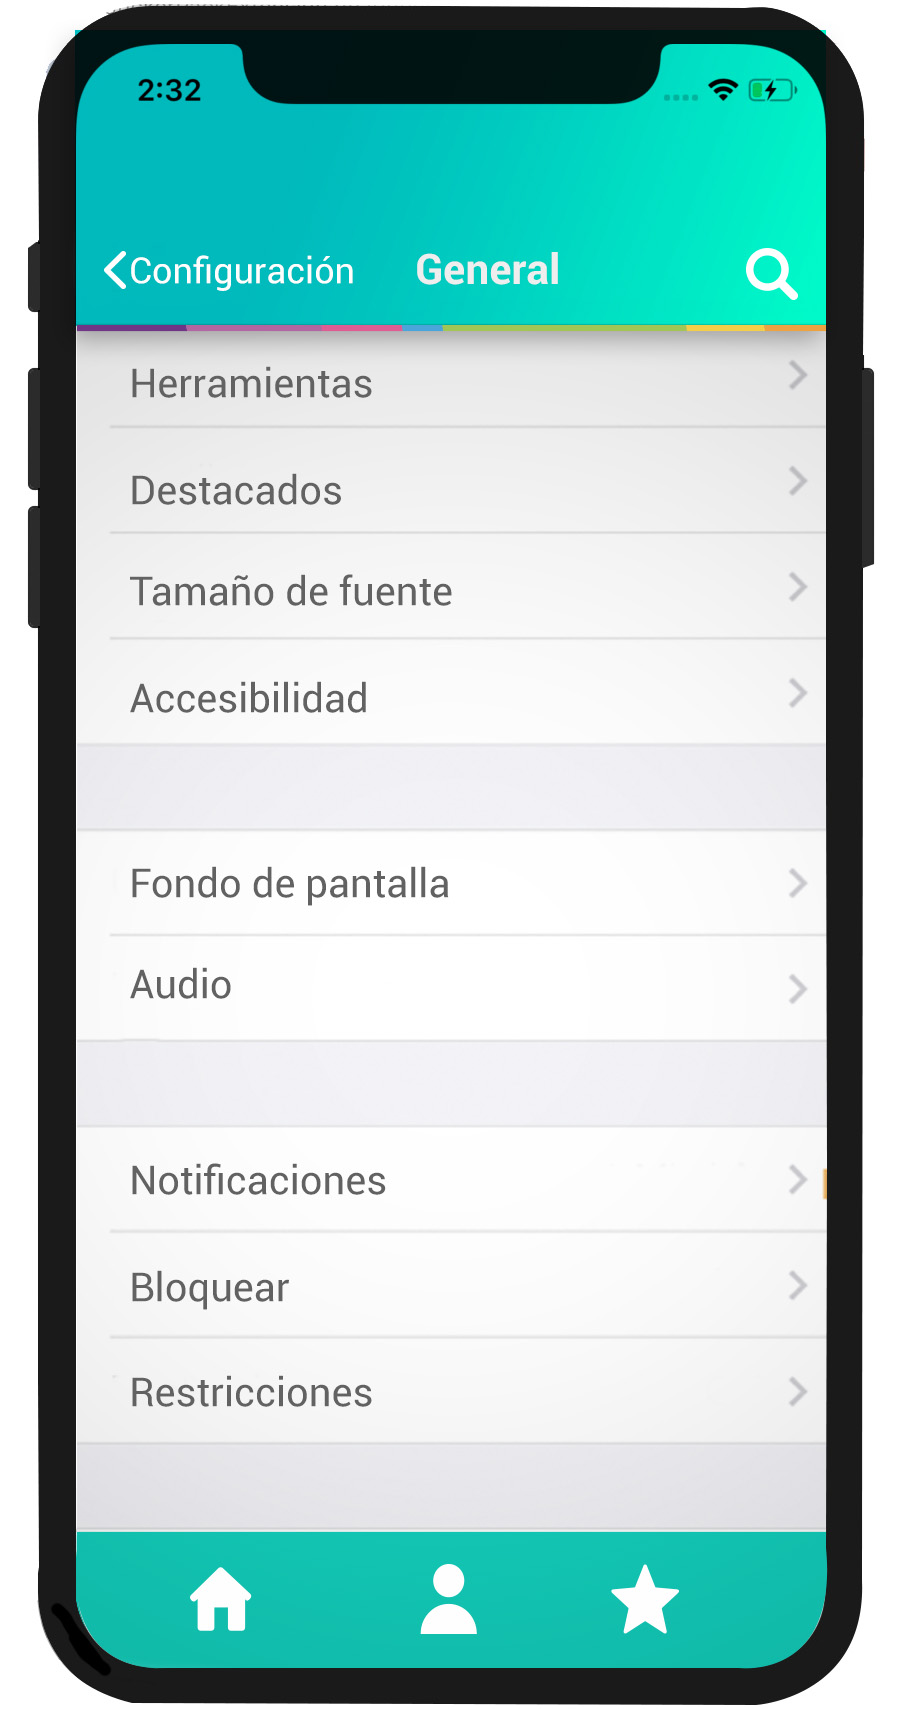 2:32
Configuración General
Herramientas
Destacados
Tamaño de fuente
Accesibilidad
Fondo de pantalla
Audio
Notificaciones
Bloquear
Restricciones